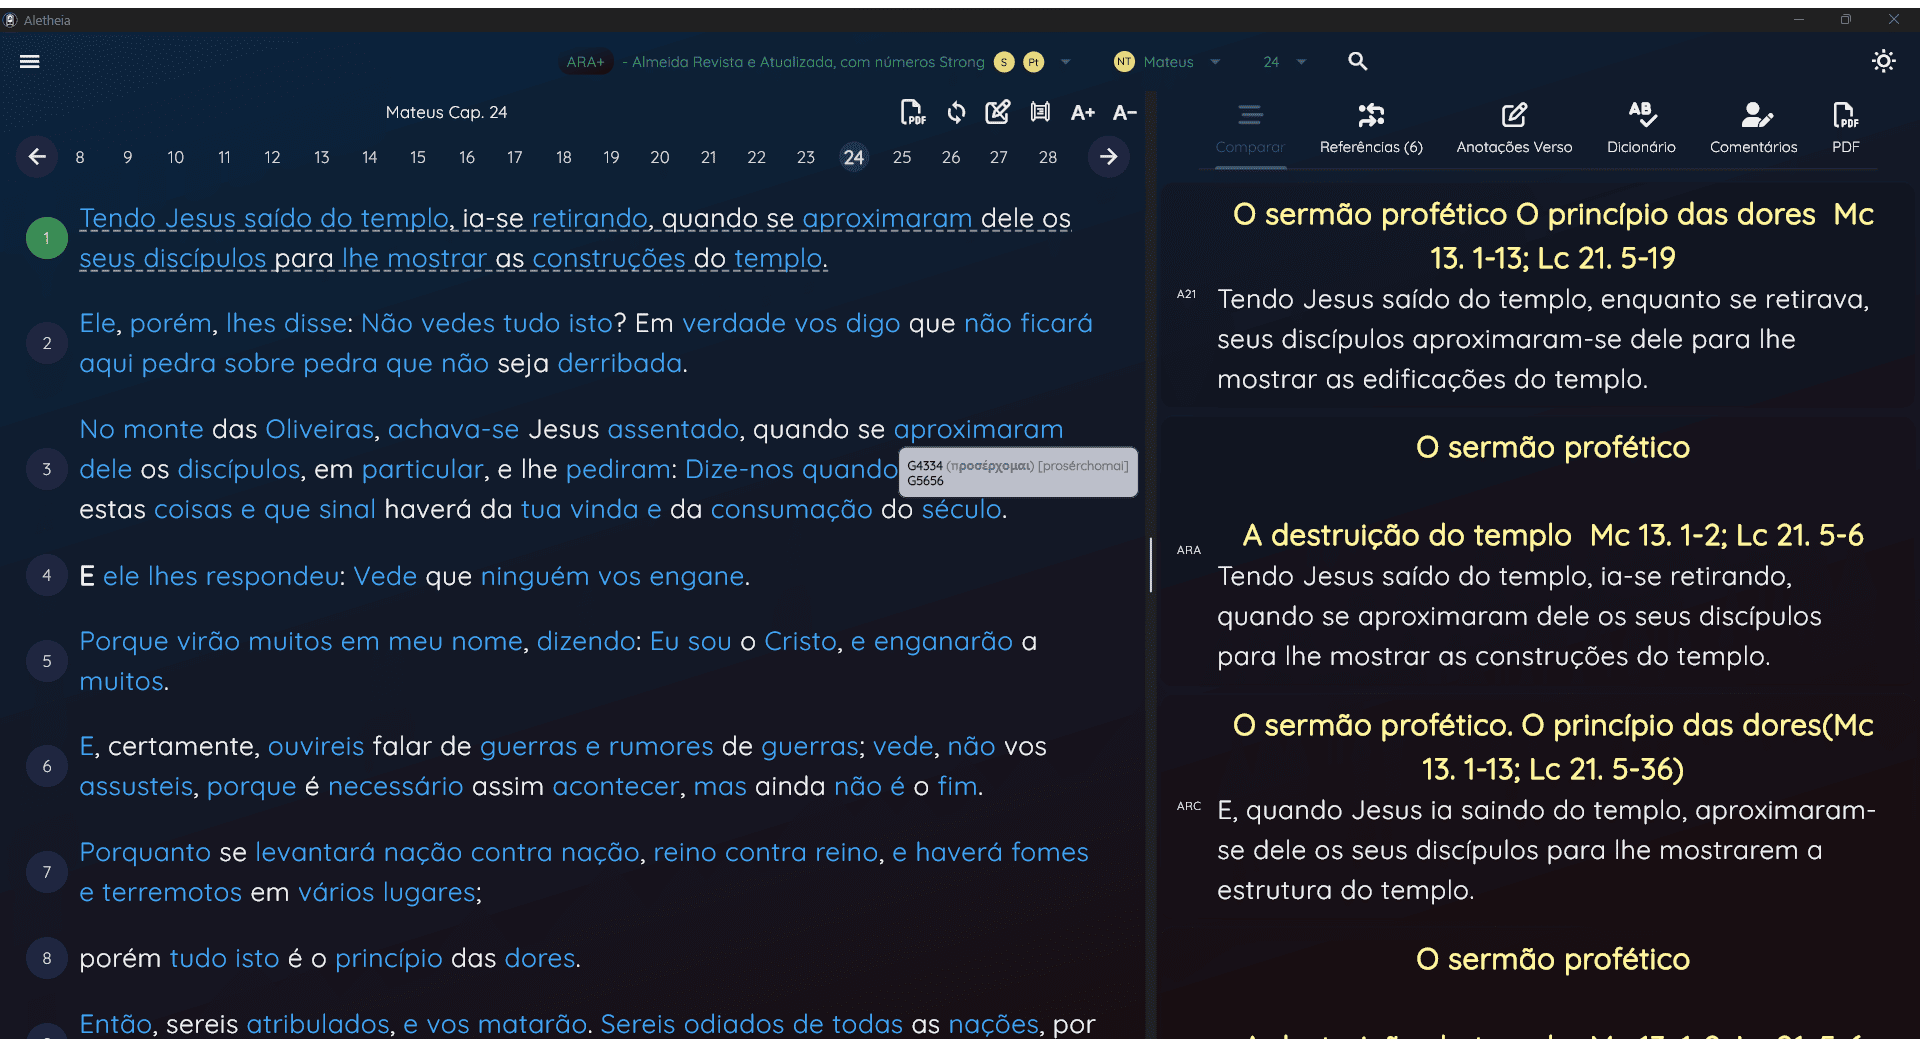 Aletheia
ARA+ - Almeida Revista e Atualizada, com números Strong S Pt NT Mateus 24
Mateus Cap. 24
PDF A+ A-
8 9 10 11 12 13 14 15 16 17 18 19 20 21 22 23 24 25 26 27 28
1 Tendo Jesus saído do templo, ia-se retirando, quando se aproximaram dele os
seus discípulos para lhe mostrar as construções do templo.
2 Ele, porém, lhes disse: Não vedes tudo isto? Em verdade vos digo que não ficará
aqui pedra sobre pedra que não seja derribada.
3 No monte das Oliveiras, achava-se Jesus assentado, quando se aproximaram
dele os discípulos, em particular, e lhe pediram: Dize-nos quando
estas coisas e que sinal haverá da tua vinda e da consumação do século.
G4334 (προσέρχομαι) [prosérchomai]
G5656
4 E ele lhes respondeu: Vede que ninguém vos engane.
5 Porque virão muitos em meu nome, dizendo: Eu sou o Cristo, e enganarão a
muitos.
6 E, certamente, ouvireis falar de guerras e rumores de guerras; vede, não vos
assusteis, porque é necessário assim acontecer, mas ainda não é o fim.
7 Porquanto se levantará nação contra nação, reino contra reino, e haverá fomes
e terremotos em vários lugares;
8 porém tudo isto é o princípio das dores.
Então, sereis atribulados, e vos matarão. Sereis odiados de todas as nações, por
Comparar Referências (6) Anotações Verso Dicionário Comentários PDF
AB PDF
O sermão profético O princípio das dores Mc
13. 1-13; Lc 21. 5-19
A21 Tendo Jesus saído do templo, enquanto se retirava,
seus discípulos aproximaram-se dele para lhe
mostrar as edificações do templo.
O sermão profético
A destruição do templo Mc 13. 1-2; Lc 21. 5-6
ARA Tendo Jesus saído do templo, ia-se retirando,
quando se aproximaram dele os seus discípulos
para lhe mostrar as construções do templo.
O sermão profético. O princípio das dores(Mc
13. 1-13; Lc 21. 5-36)
ARC E, quando Jesus ia saindo do templo, aproximaram-
se dele os seus discípulos para lhe mostrarem a
estrutura do templo.
O sermão profético